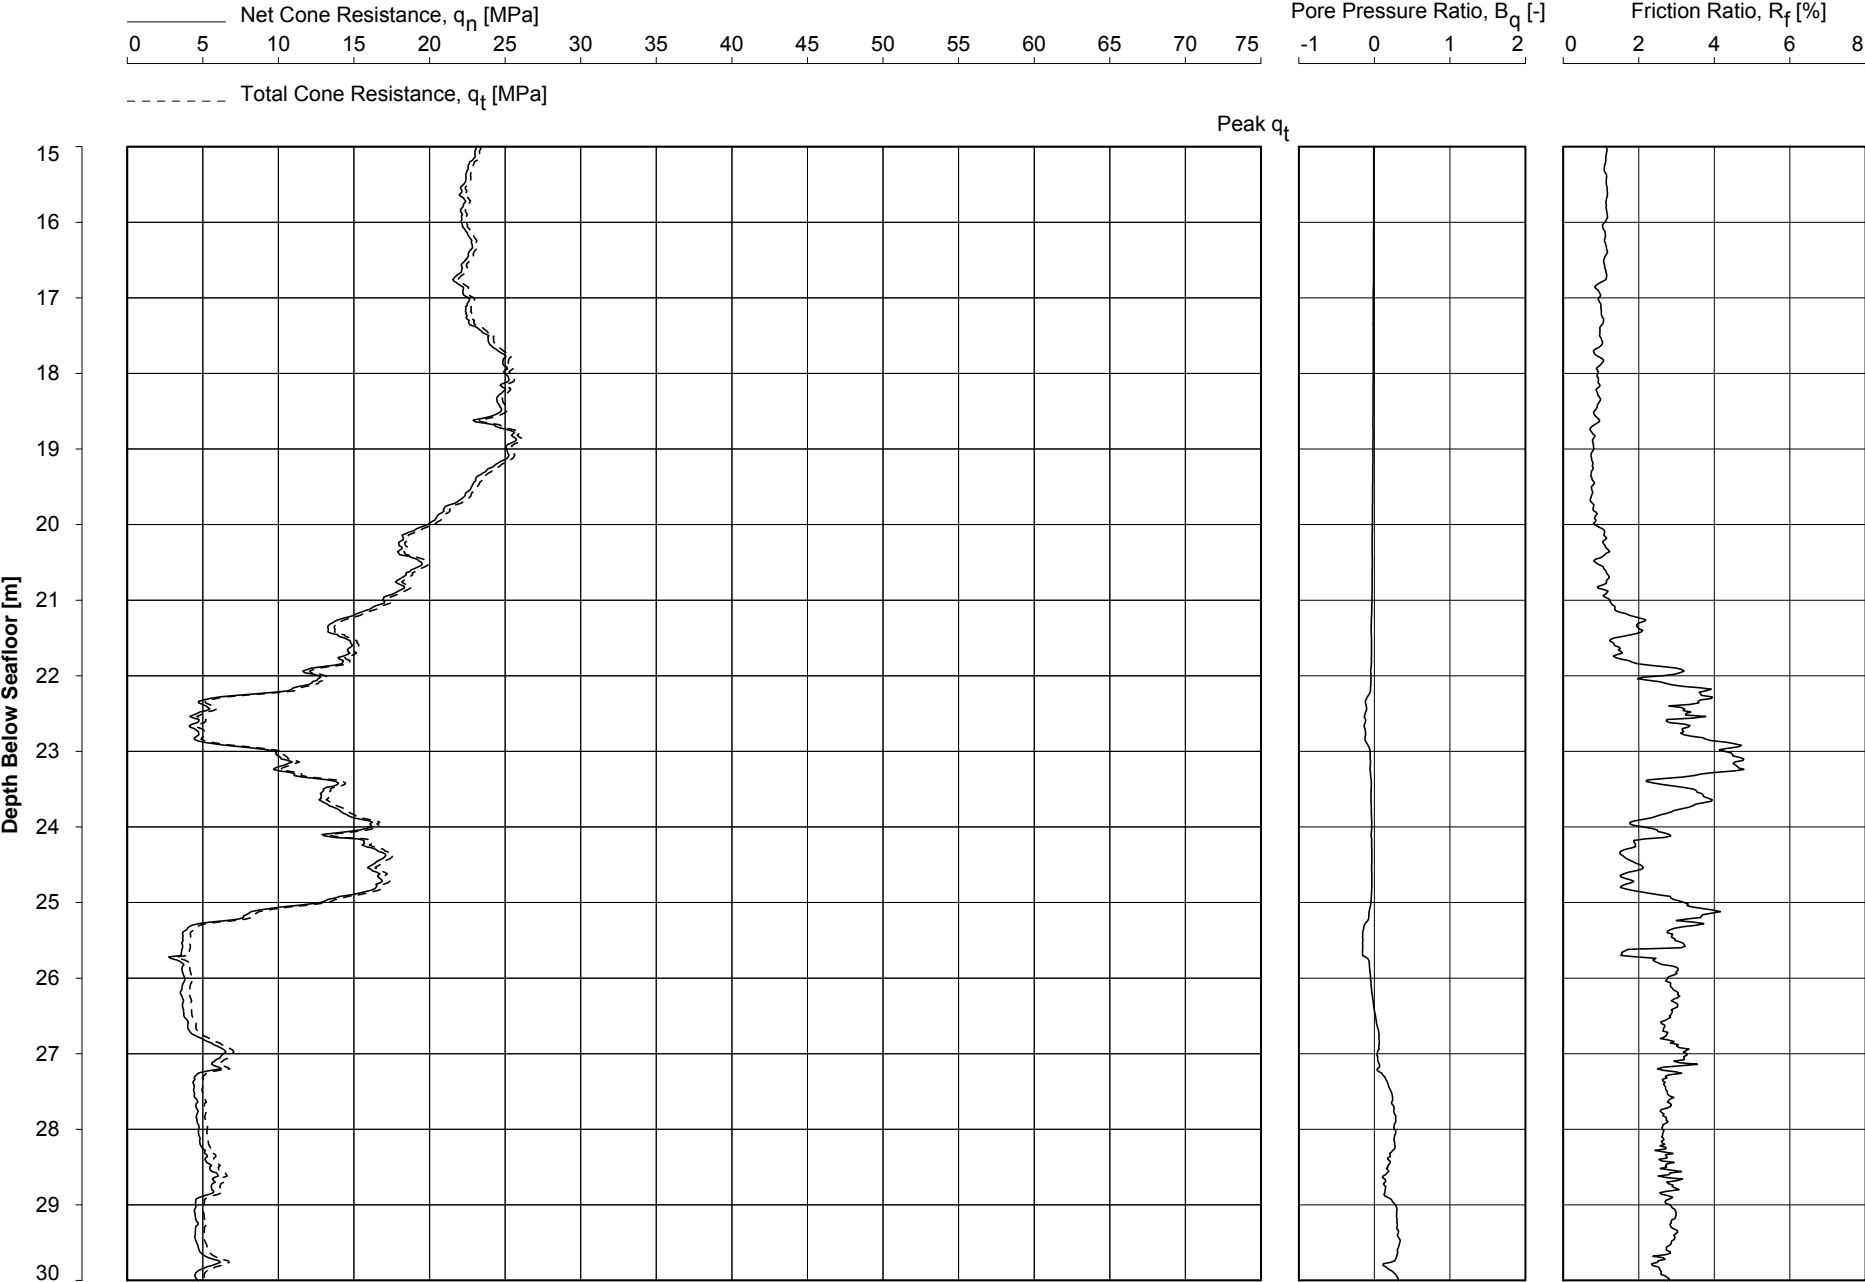 Net Cone Resistance, qn [MPa]
Pore Pressure Ratio, Bq [-]
Friction Ratio, Rf [%]
0 5 10 15 20 25 30 35 40 45 50 55 60 65 70 75
-1 0 1 2
0 2 4 6 8
Total Cone Resistance, qt [MPa]
Peak qt
Depth Below Seafloor [m]
15
16
17
18
19
20
21
22
23
24
25
26
27
28
29
30